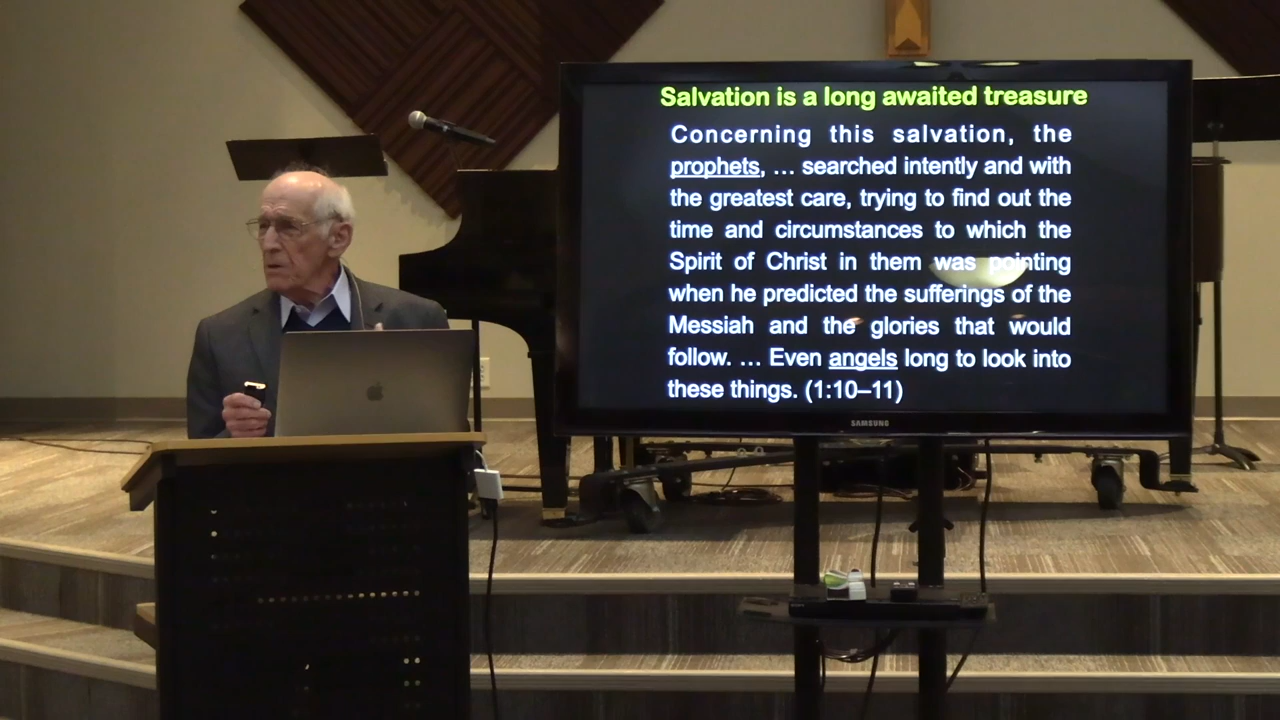 Salvation is a long awaited treasure
Concerning this salvation, the
prophets, … searched intently and with
the greatest care, trying to find out the
time and circumstances to which the
Spirit of Christ in them was pointing
when he predicted the sufferings of the
Messiah and the glories that would
follow. … Even angels long to look into
these things. (1:10–11)
SAMSUNG